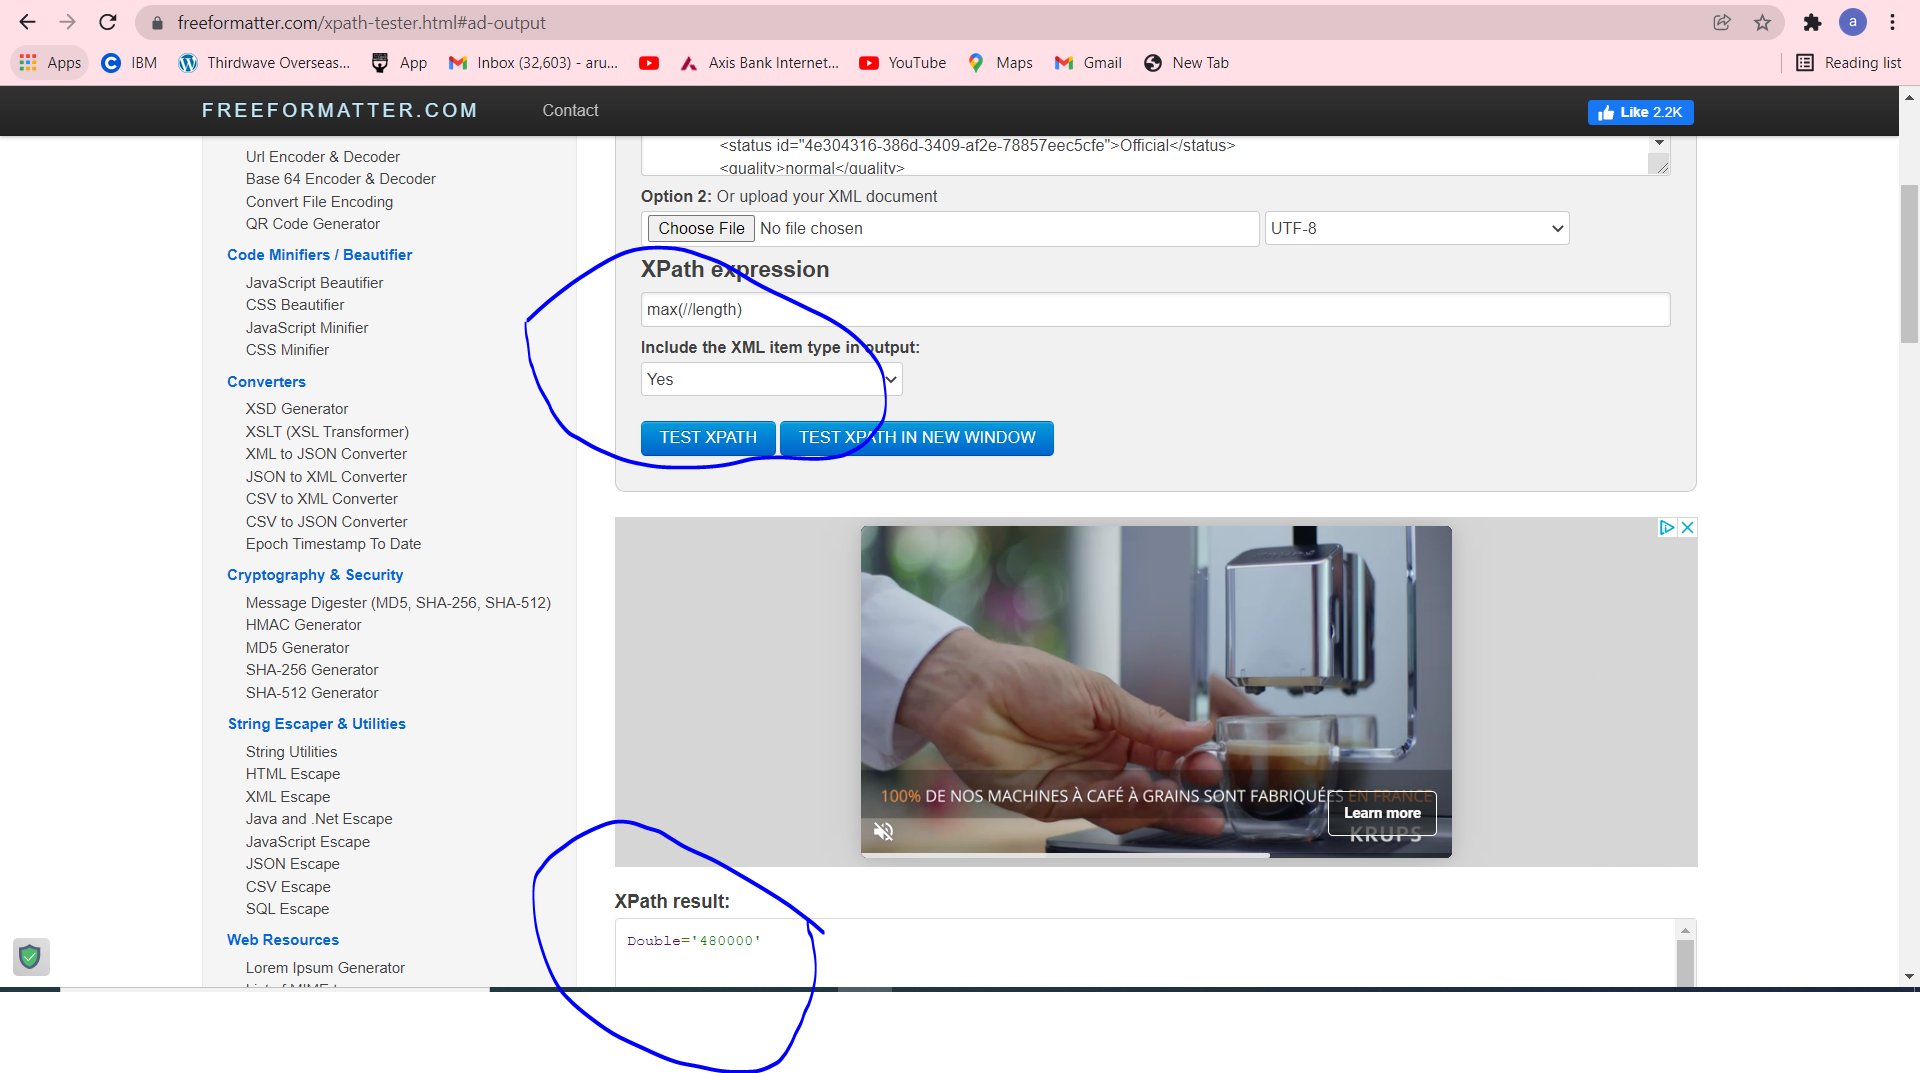 freeformatter.com/xpath-tester.html#ad-output
a
Apps
IBM
Thirdwave Overseas...
App
Inbox (32,603) - aru...
Axis Bank Internet...
YouTube
Maps
Gmail
New Tab
Reading list
FREEFORMATTER.COM
Contact
Like 2.2K
Url Encoder & Decoder
Base 64 Encoder & Decoder
Convert File Encoding
QR Code Generator
Code Minifiers / Beautifier
JavaScript Beautifier
CSS Beautifier
JavaScript Minifier
CSS Minifier
Converters
XSD Generator
XSLT (XSL Transformer)
XML to JSON Converter
JSON to XML Converter
CSV to XML Converter
CSV to JSON Converter
Epoch Timestamp To Date
Cryptography & Security
Message Digester (MD5, SHA-256, SHA-512)
HMAC Generator
MD5 Generator
SHA-256 Generator
SHA-512 Generator
String Escaper & Utilities
String Utilities
HTML Escape
XML Escape
Java and .Net Escape
JavaScript Escape
JSON Escape
CSV Escape
SQL Escape
Web Resources
Lorem Ipsum Generator
<status id="4e304316-386d-3409-af2e-78857eec5cfe">Official</status>
<quality>normal</quality>
Option 2: Or upload your XML document
Choose File No file chosen
UTF-8
XPath expression
max(//length)
Include the XML item type in output:
Yes
TEST XPATH
TEST XPATH IN NEW WINDOW
100% DE NOS MACHINES À CAFÉ À GRAINS SONT FABRIQUÉES EN FRANCE
Learn more
KRUPS
XPath result:
Double='480000'